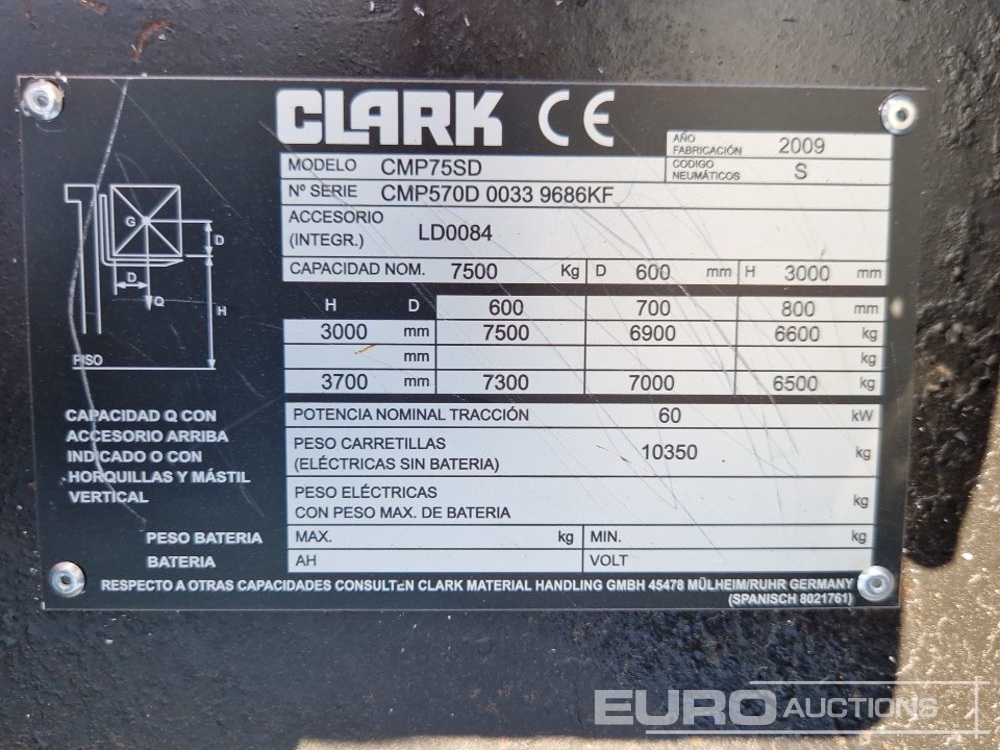 CLARK CE
AÑO FABRICACIÓN 2009
MODELO CMP75SD
CODIGO NEUMÁTICOS S
Nº SERIE CMP570D 0033 9686KF
ACCESORIO
(INTEGR.) LD0084
CAPACIDAD NOM. 7500 Kg D 600 mm H 3000 mm
H D 600 700 800 mm
3000 mm 7500 6900 6600 kg
mm kg
3700 mm 7300 7000 6500 kg
G
D
D
Q
H
PISO
CAPACIDAD Q CON
ACCESORIO ARRIBA
INDICADO O CON
HORQUILLAS Y MÁSTIL
VERTICAL
POTENCIA NOMINAL TRACCIÓN 60 kW
PESO CARRETILLAS
(ELÉCTRICAS SIN BATERIA) 10350 kg
PESO ELÉCTRICAS
CON PESO MAX. DE BATERIA kg
PESO BATERIA MAX. kg MIN. kg
BATERIA AH VOLT
RESPECTO A OTRAS CAPACIDADES CONSULTEN CLARK MATERIAL HANDLING GMBH 45478 MÜLHEIM/RUHR GERMANY
(SPANISCH 8021761)
EURO AUCTIONS